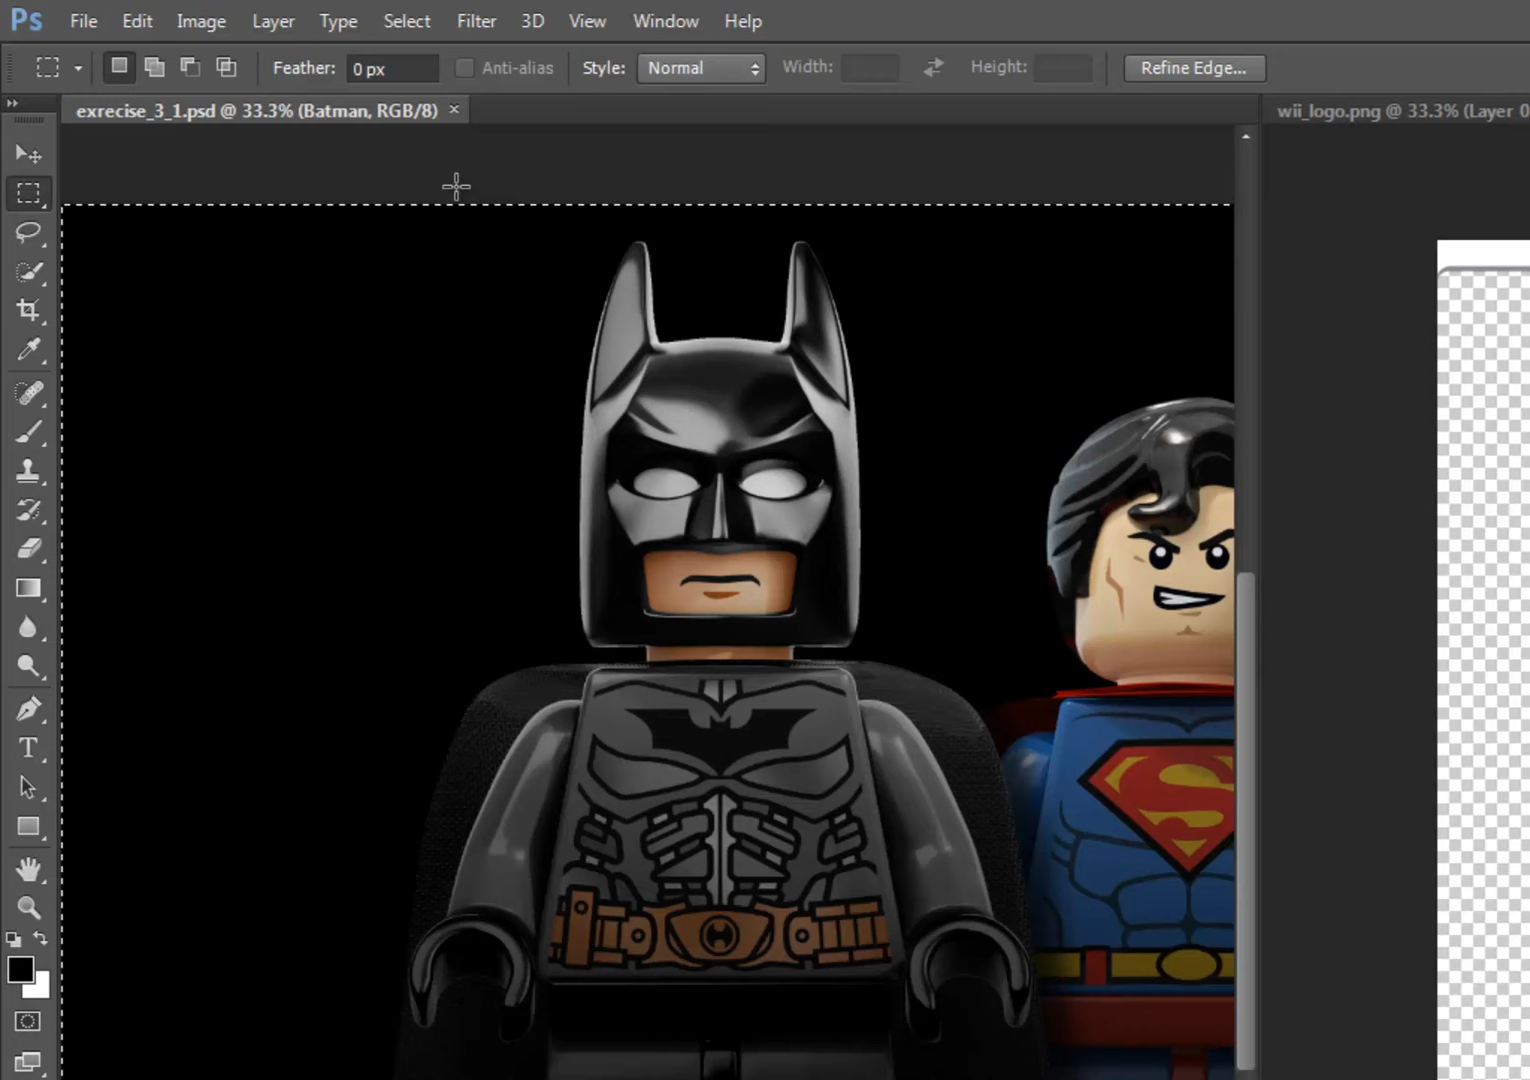 Ps File Edit Image Layer Type Select Filter 3D View Window Help
Feather: 0 px Anti-alias Style: Normal Width: Height: Refine Edge...
exrecise_3_1.psd @ 33.3% (Batman, RGB/8) × wii_logo.png @ 33.3% (Layer 0
T
S